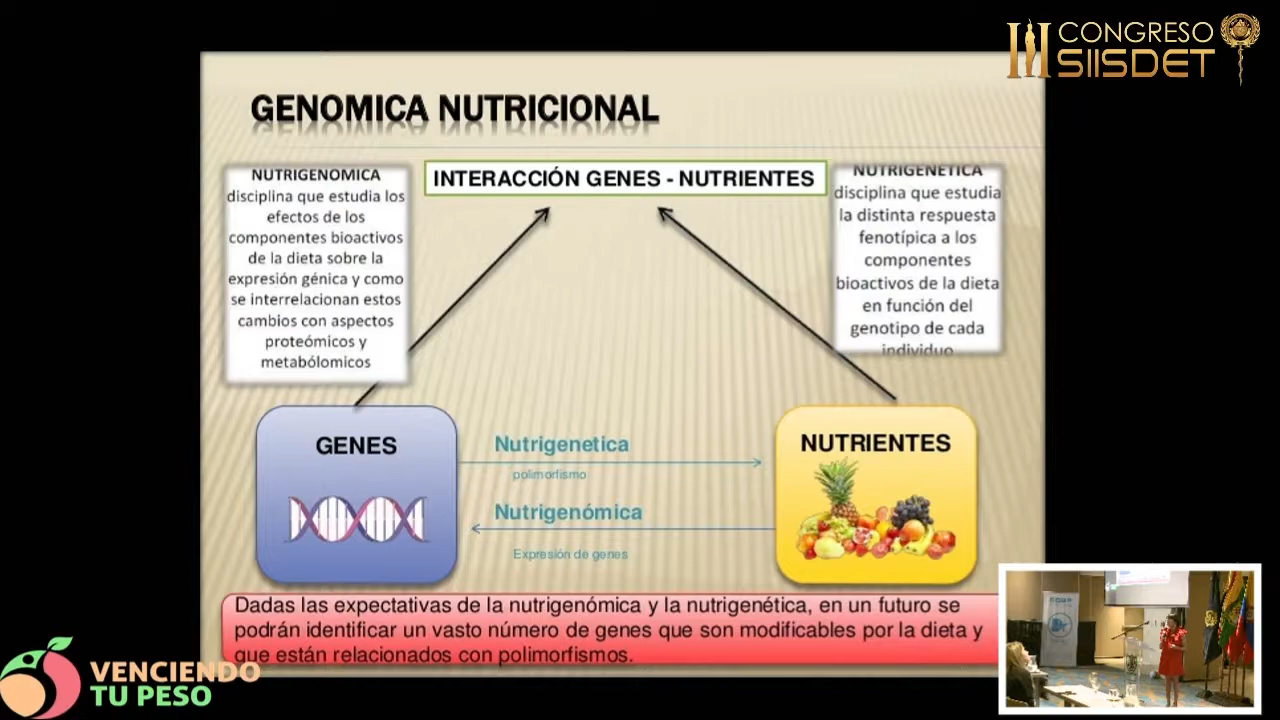 III CONGRESO
SIISDET
GENOMICA NUTRICIONAL
NUTRIGENOMICA
disciplina que estudia los
efectos de los
componentes bioactivos
de la dieta sobre la
expresión génica y como
se interrelacionan estos
cambios con aspectos
proteómicos y
metabólomicos
INTERACCIÓN GENES - NUTRIENTES
NUTRIGENETICA
disciplina que estudia
la distinta respuesta
fenotípica a los
componentes
bioactivos de la dieta
en función del
genotipo de cada
individuo
GENES
Nutrigenetica
polimorfismo
Nutrigenómica
Expresión de genes
NUTRIENTES
Dadas las expectativas de la nutrigenómica y la nutrigenética, en un futuro se
podrán identificar un vasto número de genes que son modificables por la dieta y
que están relacionados con polimorfismos.
VENCIENDO
TU PESO